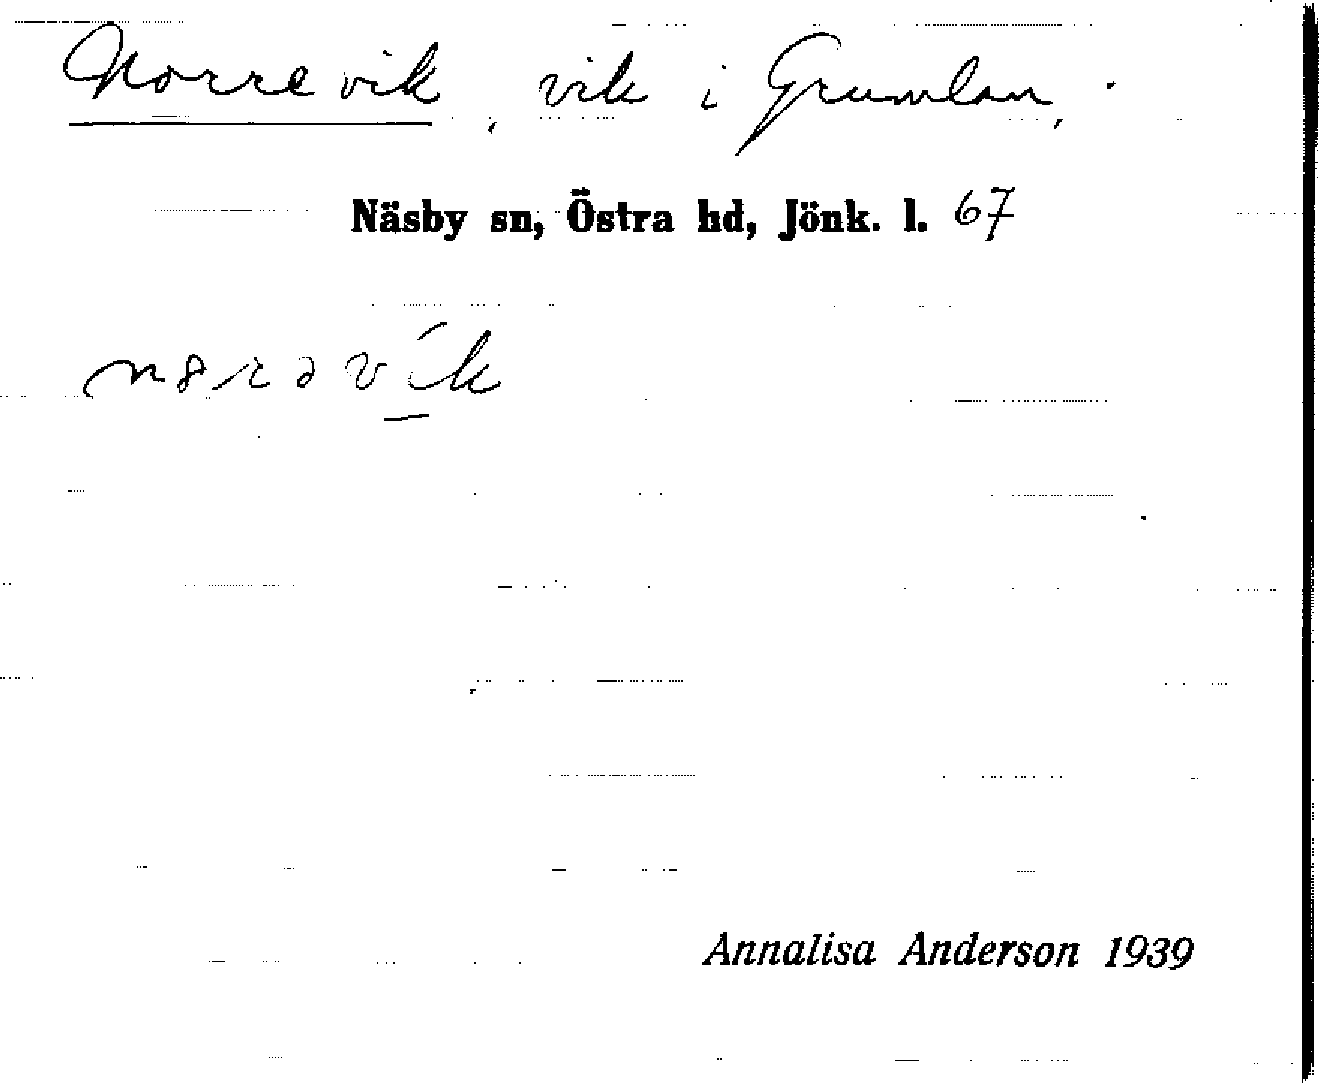 Norrevik, vik i Grumlan,
Näsby sn, Östra hd, Jönk. l. 67
Annalisa Anderson 1939